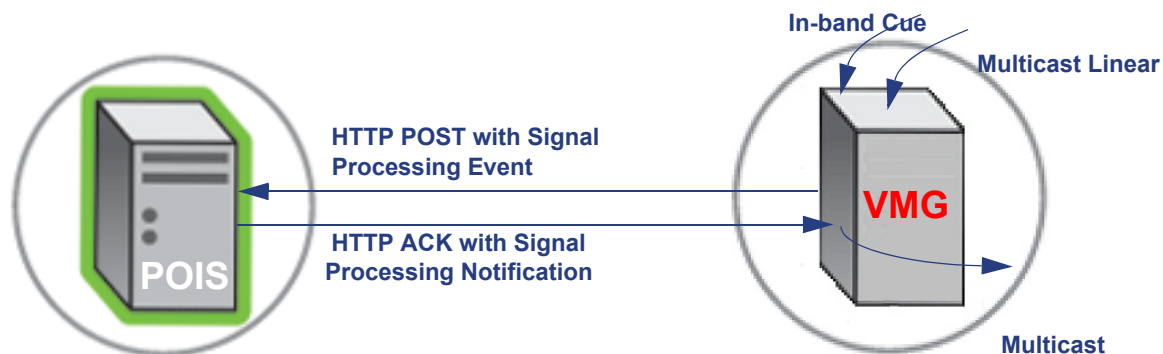 In-band Cue
Multicast Linear
HTTP POST with Signal
Processing Event
VMG
HTTP ACK with Signal
Processing Notification
POIS
Multicast